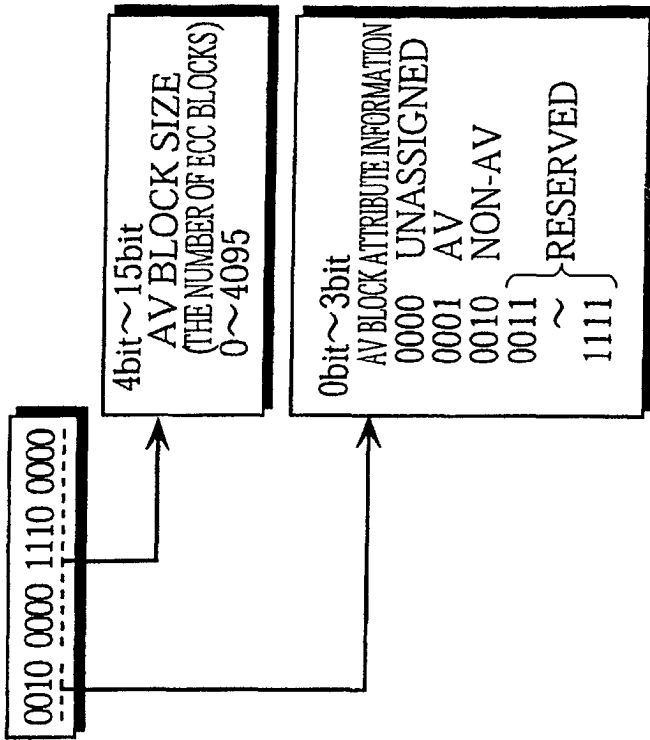 0010 0000 1110 0000
4bit～15bit
AV BLOCK SIZE
(THE NUMBER OF ECC BLOCKS)
0～4095
0bit～3bit
AV BLOCK ATTRIBUTE INFORMATION
0000 UNASSIGNED
0001 AV
0010 NON-AV
0011
～ RESERVED
1111